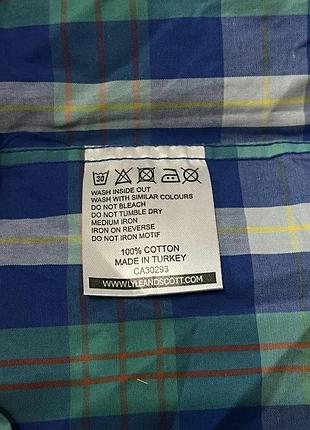 30
WASH INSIDE OUT
WASH WITH SIMILAR COLOURS
DO NOT BLEACH
DO NOT TUMBLE DRY
MEDIUM IRON
IRON ON REVERSE
DO NOT IRON MOTIF
100% COTTON
MADE IN TURKEY
CA30293
WWW.LYLEANDSCOTT.COM